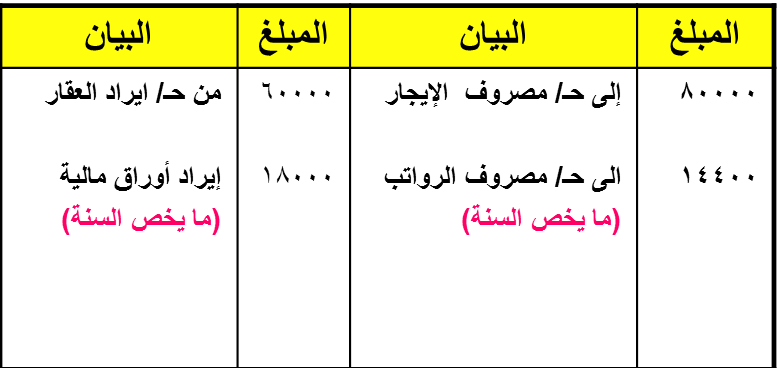 المبلغ البيان المبلغ البيان
٨٠٠٠٠ إلى حـ/ مصروف الإيجار ٦٠٠٠٠ من حـ/ ايراد العقار
١٤٤٠٠ الى حـ/ مصروف الرواتب ١٨٠٠٠ إيراد أوراق مالية
(ما يخص السنة) (ما يخص السنة)